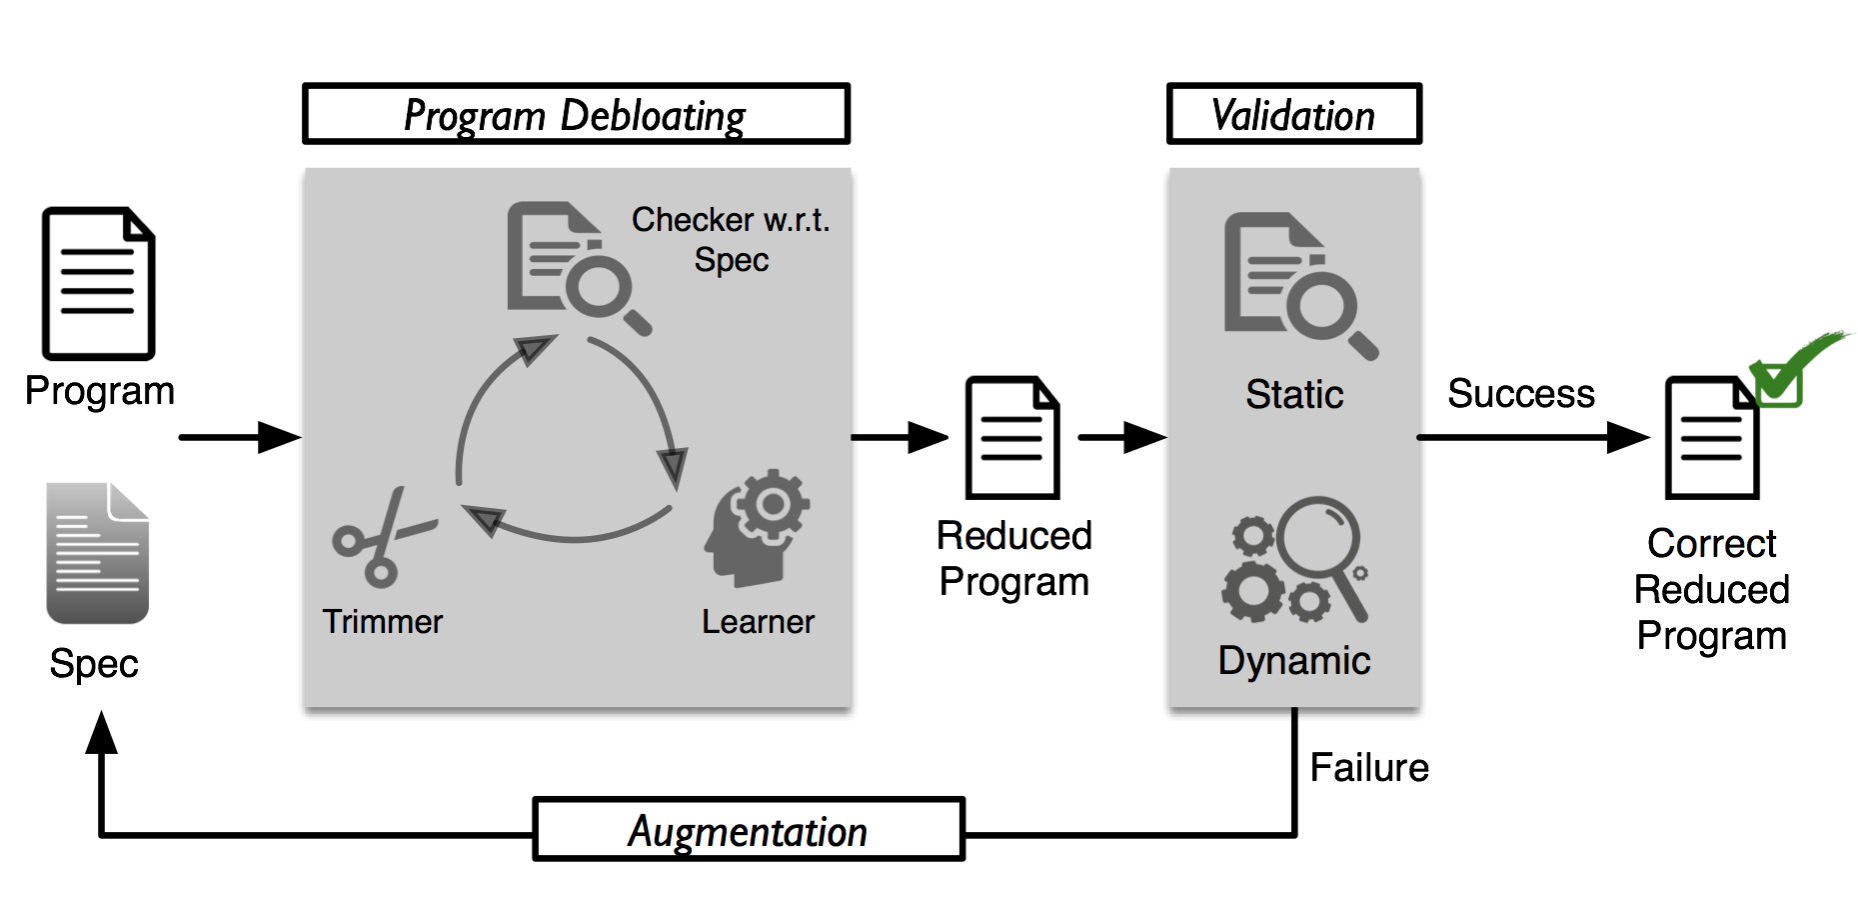 Program Debloating
Validation
Checker w.r.t.
Spec
Program
Static
Success
Reduced
Program
Correct
Reduced
Program
Trimmer
Learner
Spec
Dynamic
Failure
Augmentation